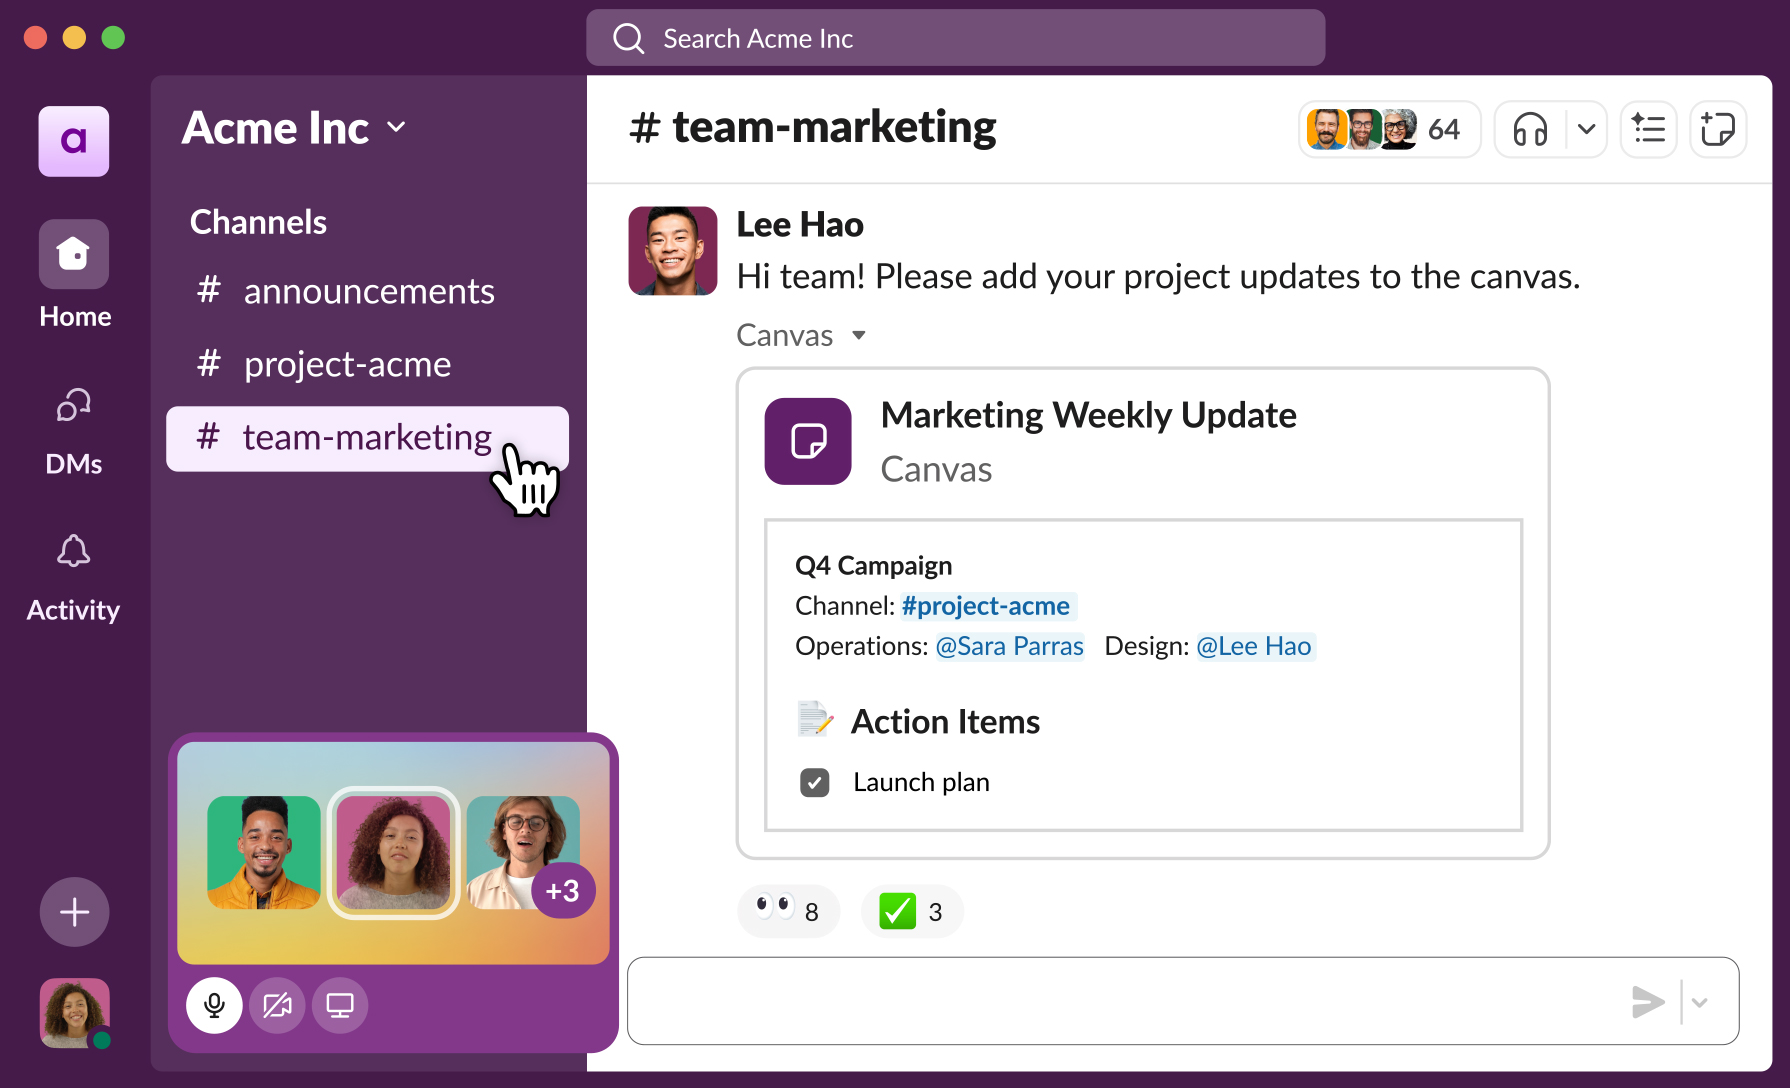 Search Acme Inc
a
Home
DMs
Activity
Acme Inc
Channels
# announcements
# project-acme
# team-marketing
+3
# team-marketing
64
Lee Hao
Hi team! Please add your project updates to the canvas.
Canvas
Marketing Weekly Update
Canvas
Q4 Campaign
Channel: #project-acme
Operations: @Sara Parras Design: @Lee Hao
Action Items
Launch plan
8 3